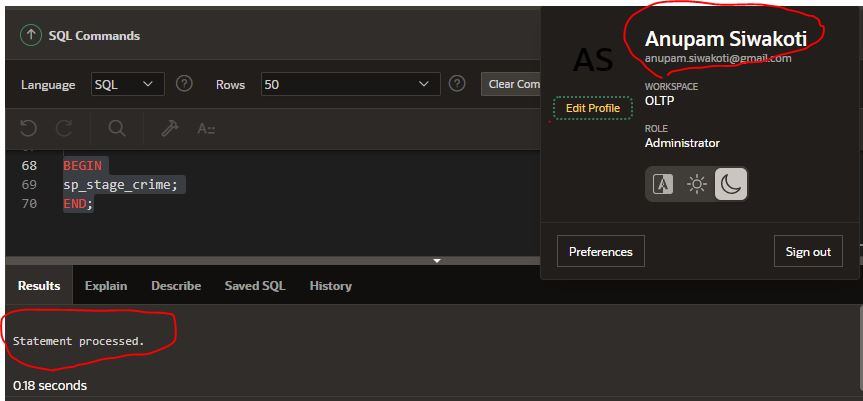 SQL Commands
Language SQL Rows 50 Clear Com
68 BEGIN
69 sp_stage_crime;
70 END;
Results Explain Describe Saved SQL History
Statement processed.
0.18 seconds
AS
Anupam Siwakoti
anupam.siwakoti@gmail.com
Edit Profile
WORKSPACE
OLTP
ROLE
Administrator
Preferences Sign out